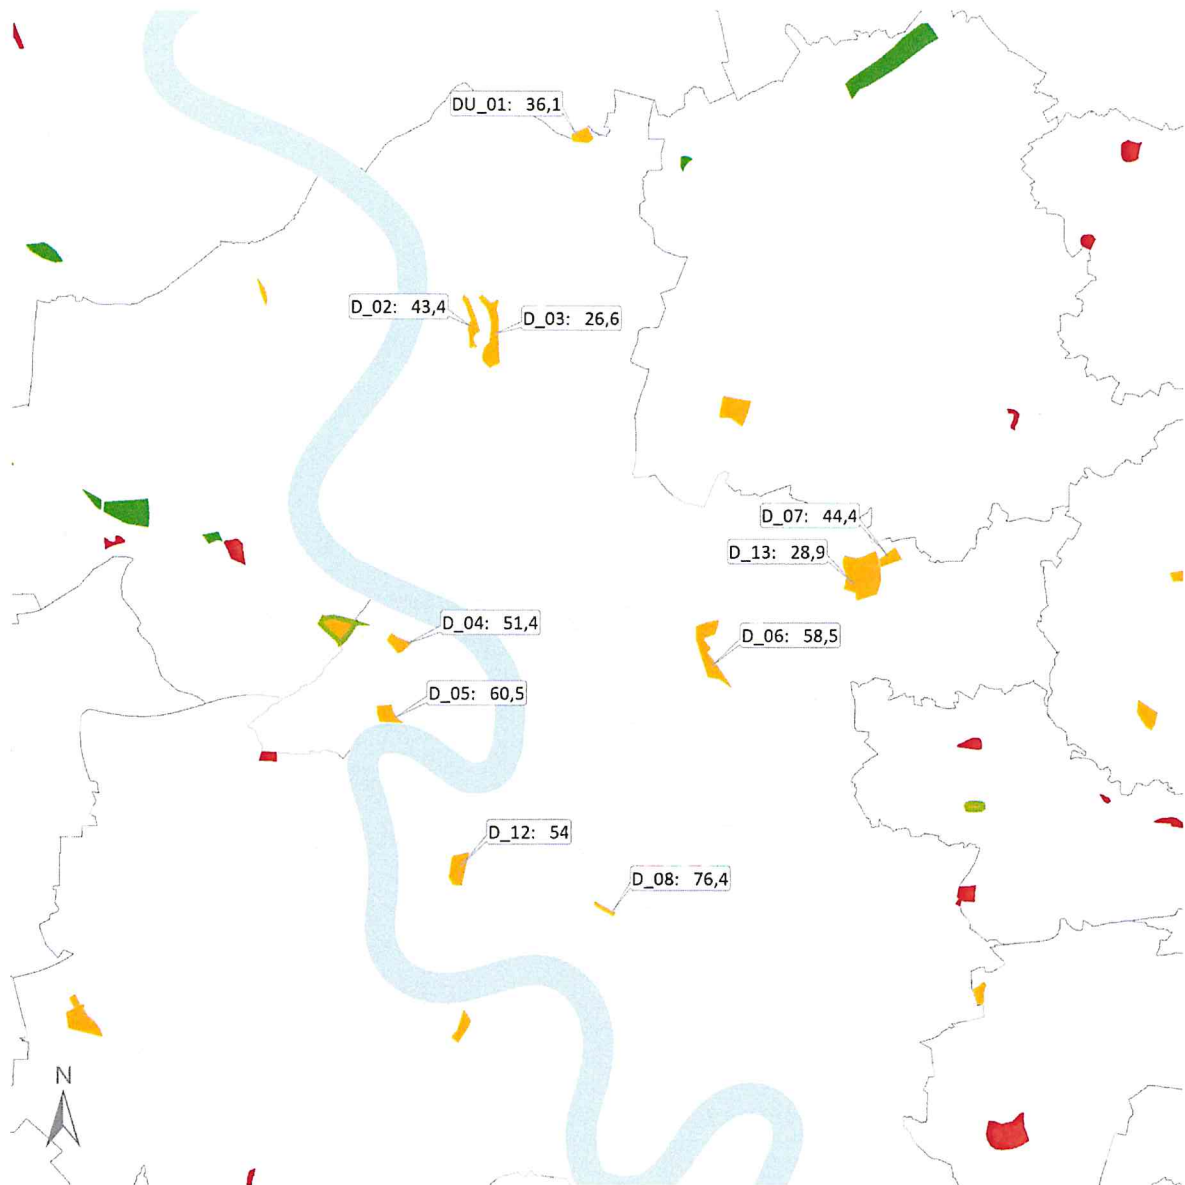 DU_01: 36,1
D_02: 43,4
D_03: 26,6
D_07: 44,4
D_13: 28,9
D_04: 51,4
D_06: 58,5
D_05: 60,5
D_12: 54
D_08: 76,4
N